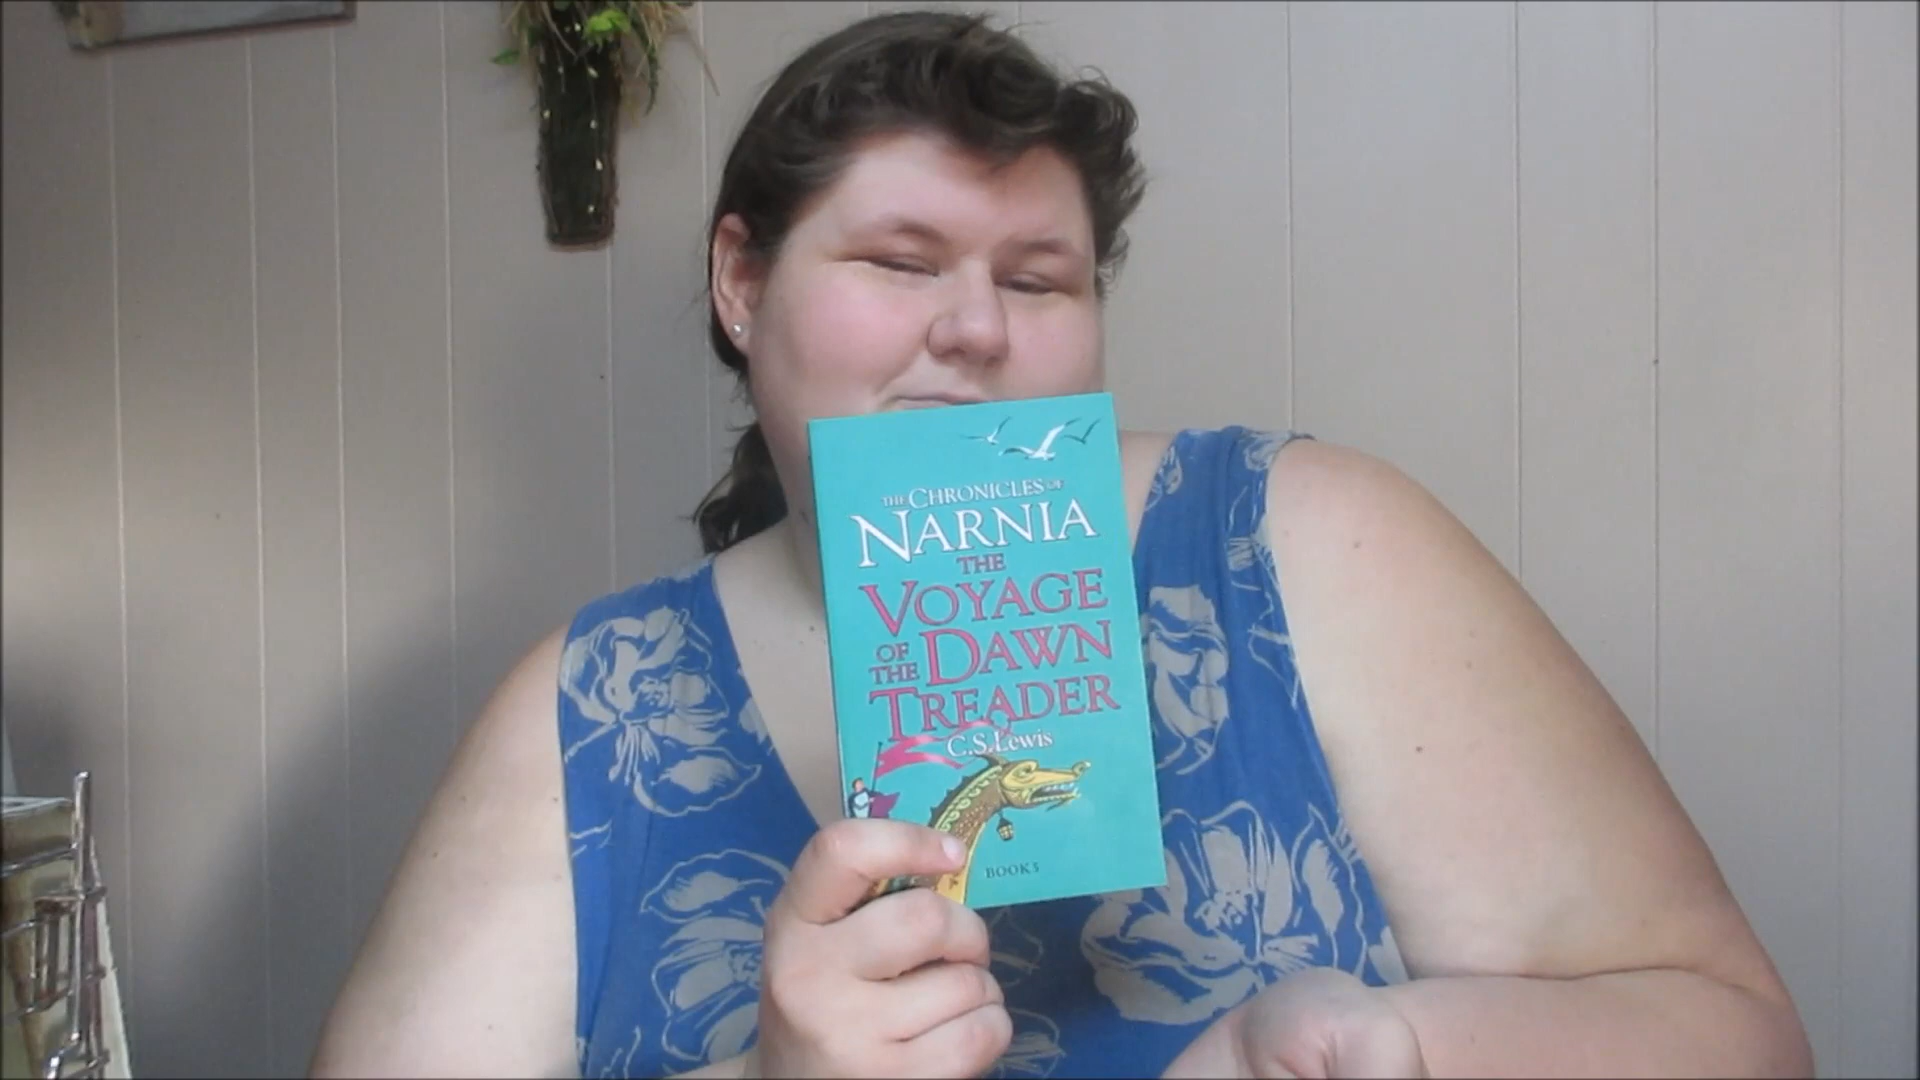 THE CHRONICLES OF
NARNIA
THE
VOYAGE
OF THE DAWN
TREADER
C.S. Lewis
BOOK 5